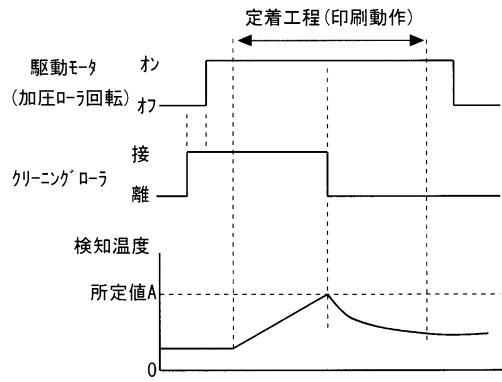 定着工程(印刷動作)
駆動モータ
(加圧ローラ回転)
オン
オフ
クリーニングローラ
接
離
検知温度
所定値A
0